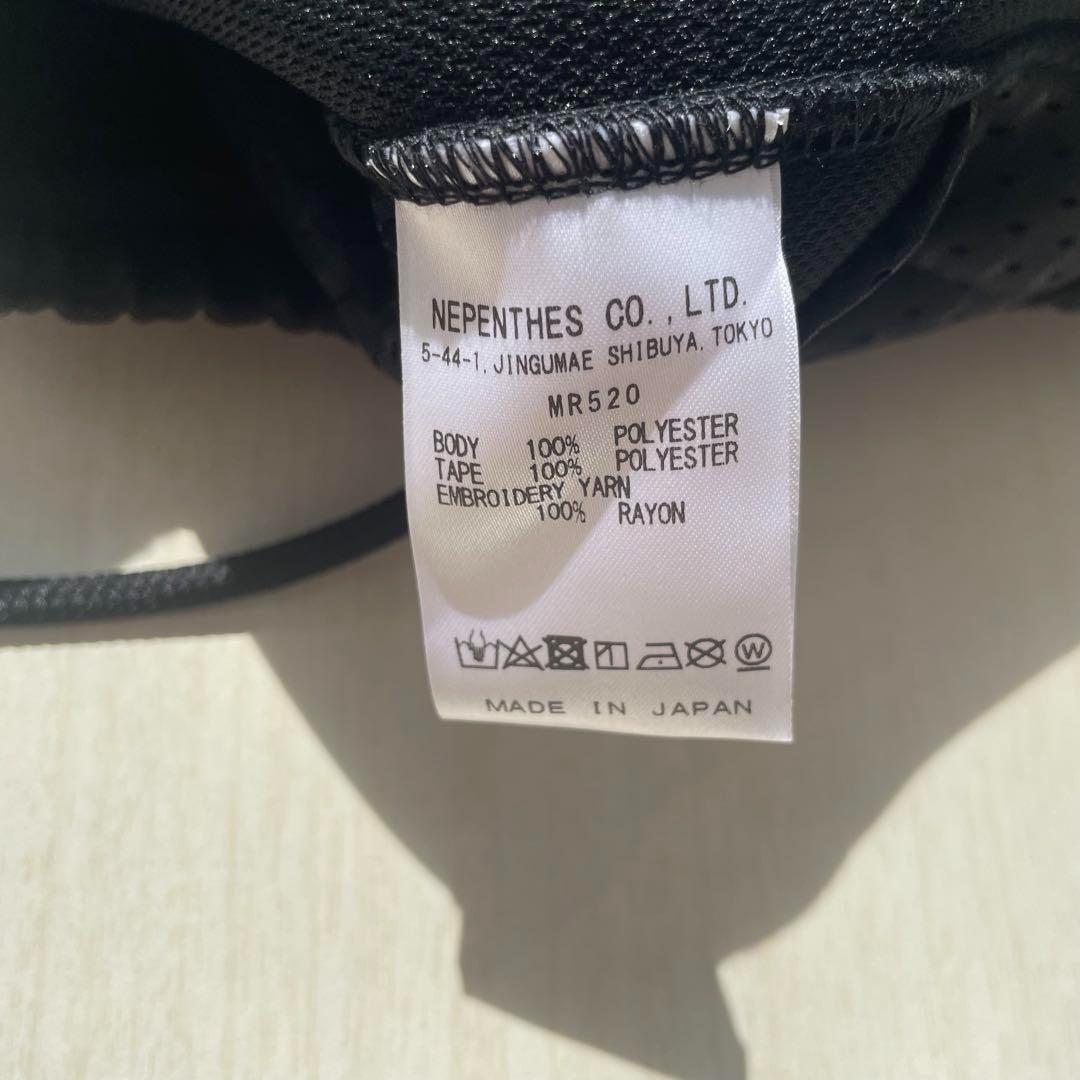 NEPENTHES CO., LTD.
5-44-1, JINGUMAE SHIBUYA, TOKYO
MR520
BODY 100% POLYESTER
TAPE 100% POLYESTER
EMBROIDERY YARN
100% RAYON
W
MADE IN JAPAN